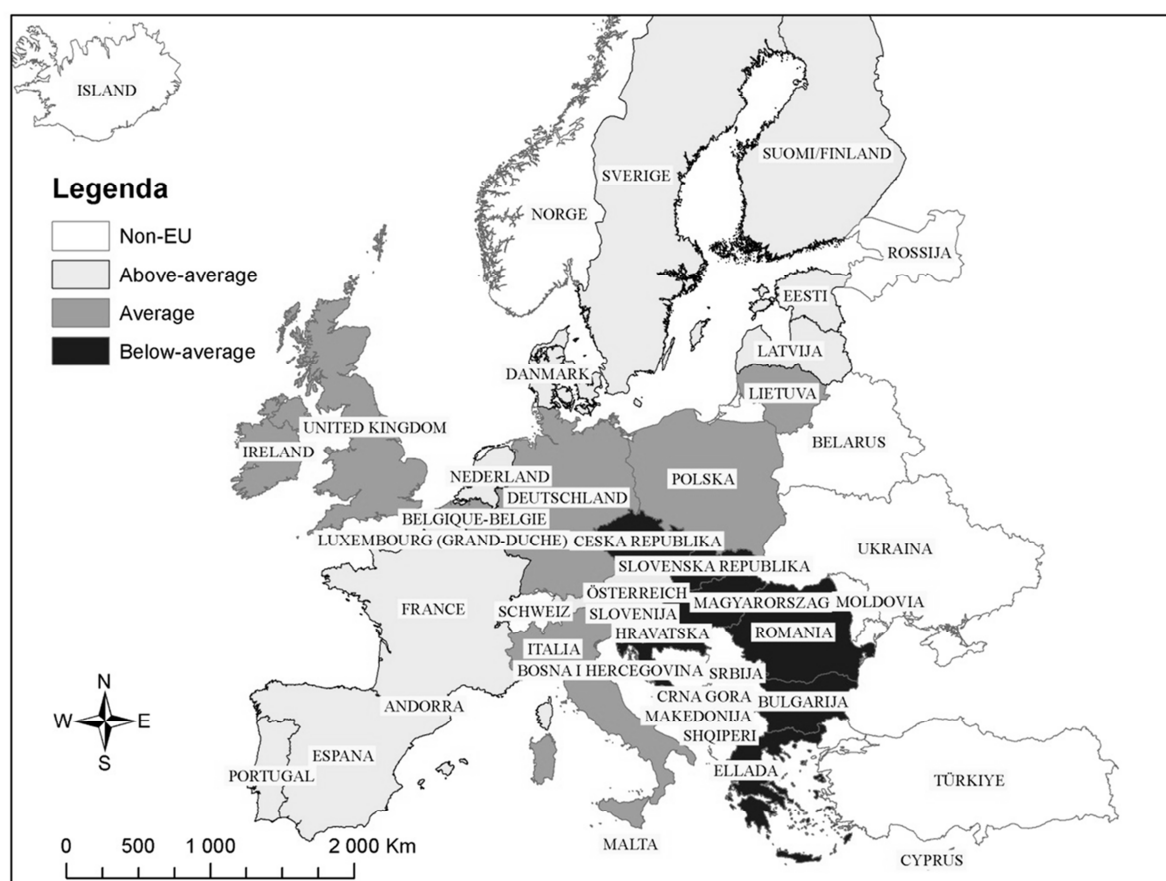 ISLAND
SUOMI/FINLAND
SVERIGE
Legenda
NORGE
Non-EU
ROSSIJA
Above-average
EESTI
Average
Below-average
LATVIJA
DANMARK
LIETUVA
UNITED KINGDOM
BELARUS
IRELAND
NEDERLAND
POLSKA
DEUTSCHLAND
BELGIQUE-BELGIE
LUXEMBOURG (GRAND-DUCHE)
CESKA REPUBLIKA
UKRAINA
SLOVENSKA REPUBLIKA
ÖSTERREICH
FRANCE
SCHWEIZ
MAGYARORSZAG
MOLDOVIA
SLOVENIJA
HRAVATSKA
ROMANIA
ITALIA
BOSNA I HERCEGOVINA
SRBIJA
N
CRNA GORA
BULGARIJA
ANDORRA
W
E
MAKEDONIJA
S
SHQIPERI
ESPANA
ELLADA
PORTUGAL
TÜRKIYE
0 500 1 000 2 000 Km
MALTA
CYPRUS